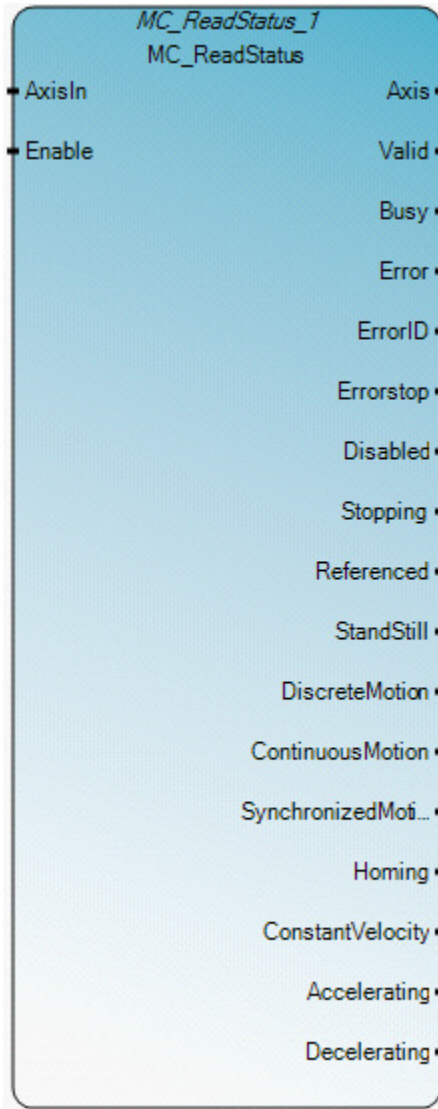 MC_ReadStatus_1
MC_ReadStatus
AxisIn Axis
Enable Valid
Busy
Error
ErrorID
Errorstop
Disabled
Stopping
Referenced
StandStill
DiscreteMotion
ContinuousMotion
SynchronizedMoti...
Homing
ConstantVelocity
Accelerating
Decelerating